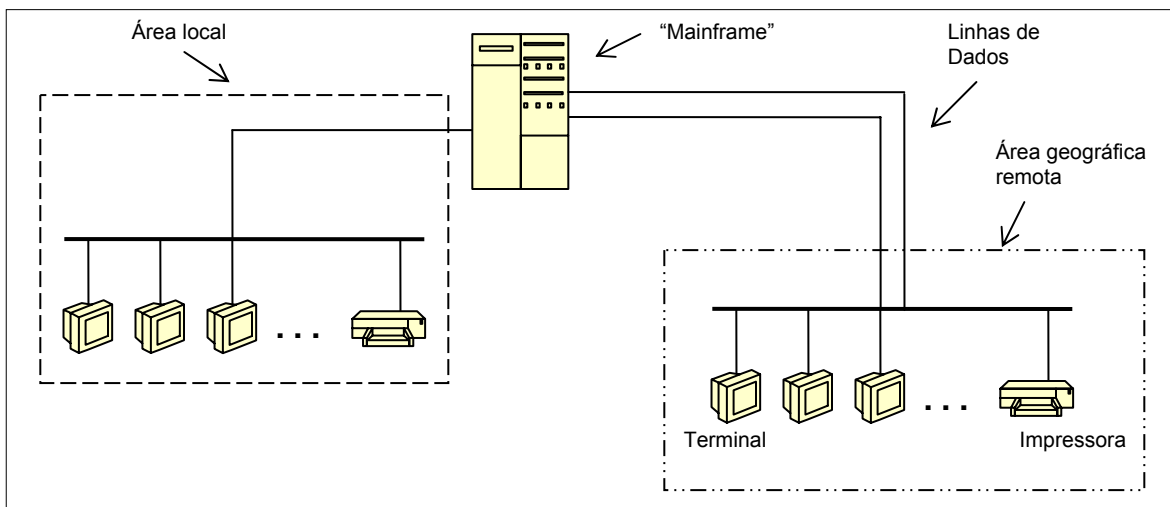 Área local
“Mainframe”
Linhas de
Dados
Área geográfica
remota
. . .
. . .
Terminal
Impressora